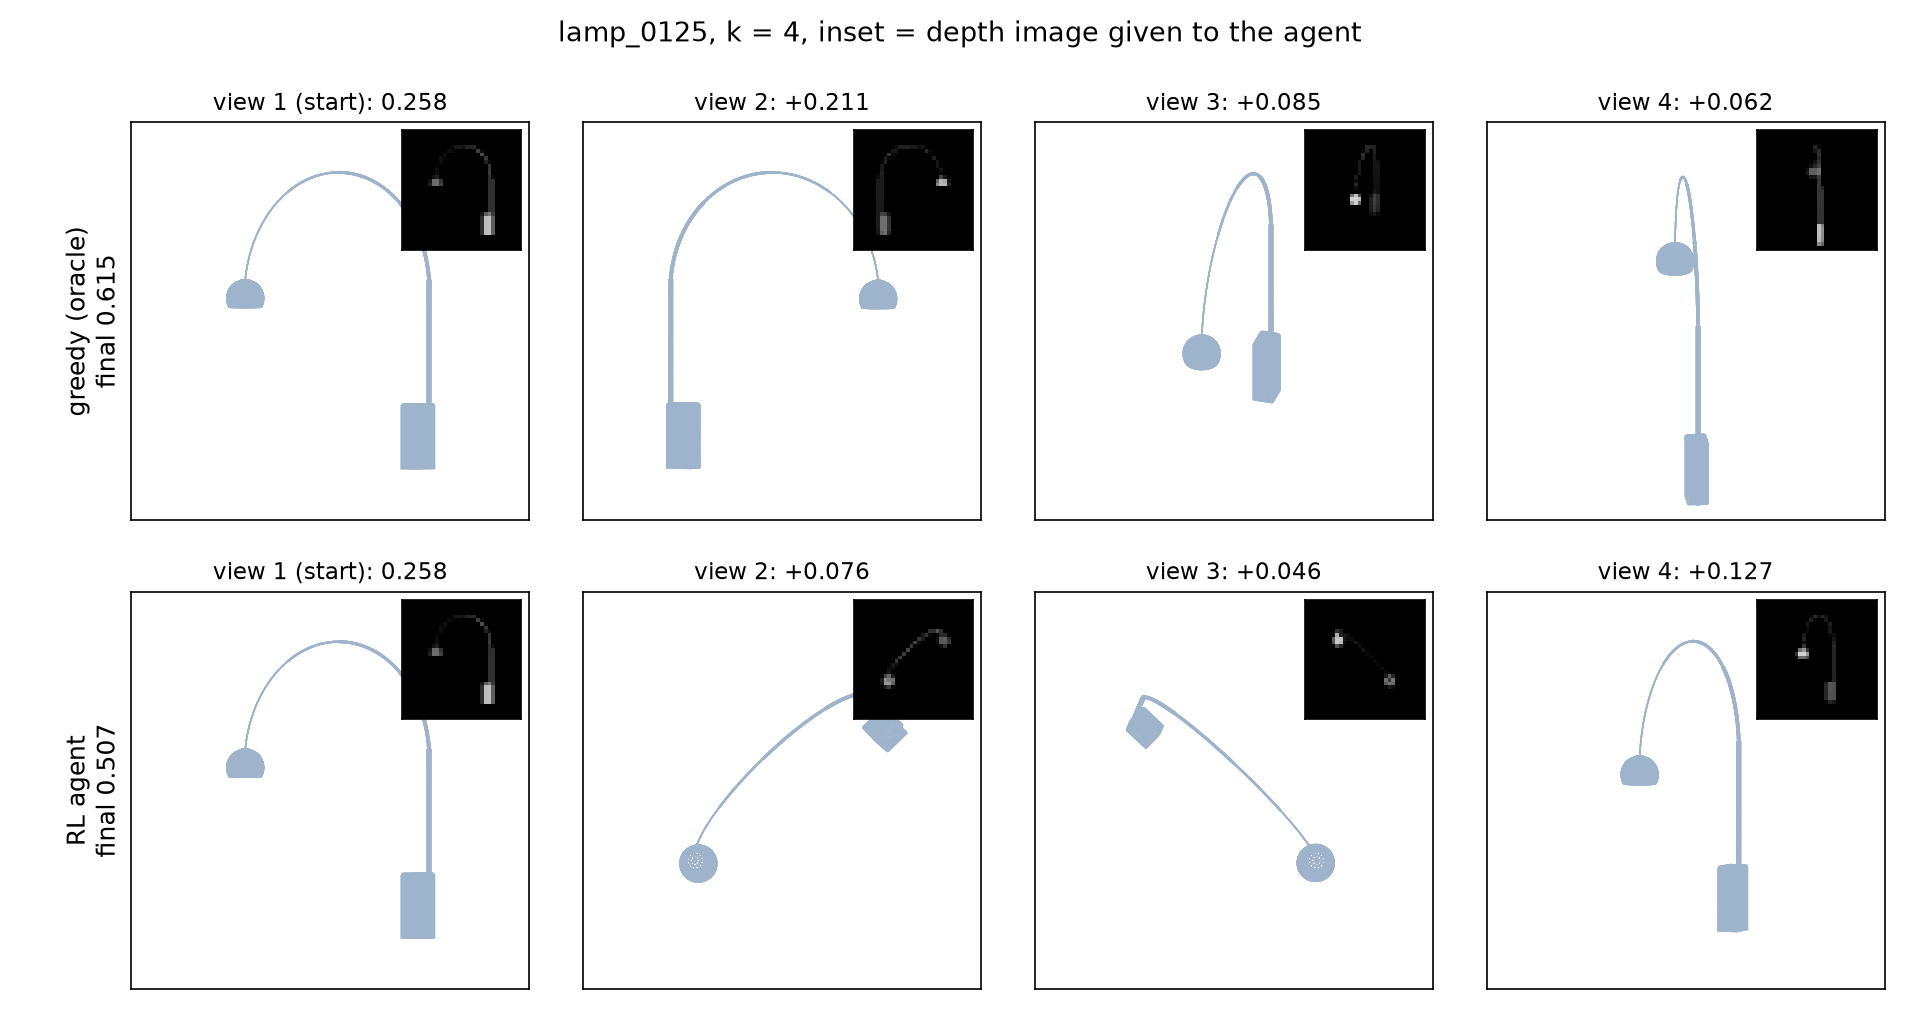 lamp_0125, k = 4, inset = depth image given to the agent
greedy (oracle)
final 0.615
view 1 (start): 0.258
view 2: +0.211
view 3: +0.085
view 4: +0.062
RL agent
final 0.507
view 1 (start): 0.258
view 2: +0.076
view 3: +0.046
view 4: +0.127